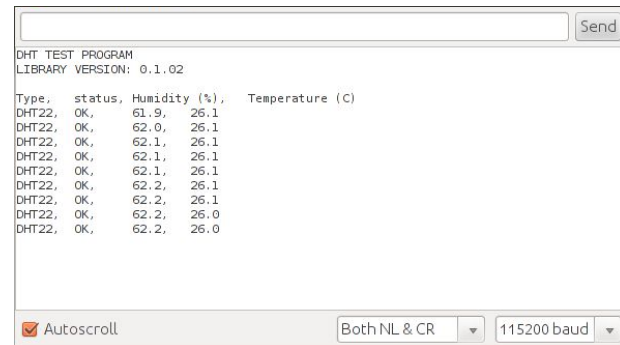 Send
DHT TEST PROGRAM
LIBRARY VERSION: 0.1.02
Type, status, Humidity (%), Temperature (C)
DHT22, OK, 61.9, 26.1
DHT22, OK, 62.0, 26.1
DHT22, OK, 62.1, 26.1
DHT22, OK, 62.1, 26.1
DHT22, OK, 62.1, 26.1
DHT22, OK, 62.2, 26.1
DHT22, OK, 62.2, 26.1
DHT22, OK, 62.2, 26.0
DHT22, OK, 62.2, 26.0
Autoscroll Both NL & CR 115200 baud